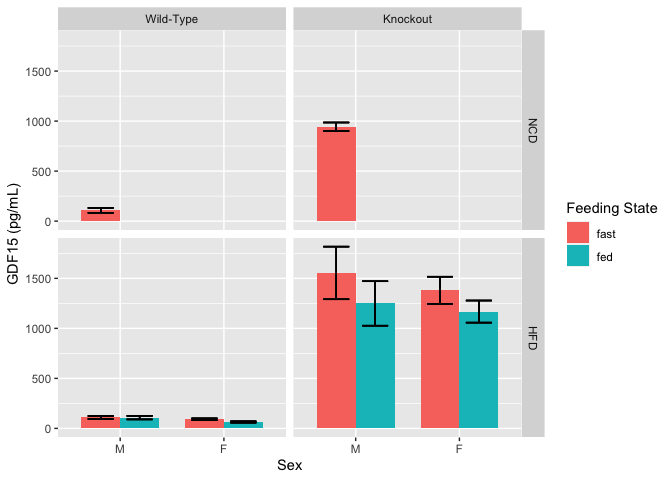 Wild-Type
Knockout
1500
1000
500
0
NCD
1500
1000
500
0
HFD
GDF15 (pg/mL)
M
F
M
F
Sex
Feeding State
fast
fed